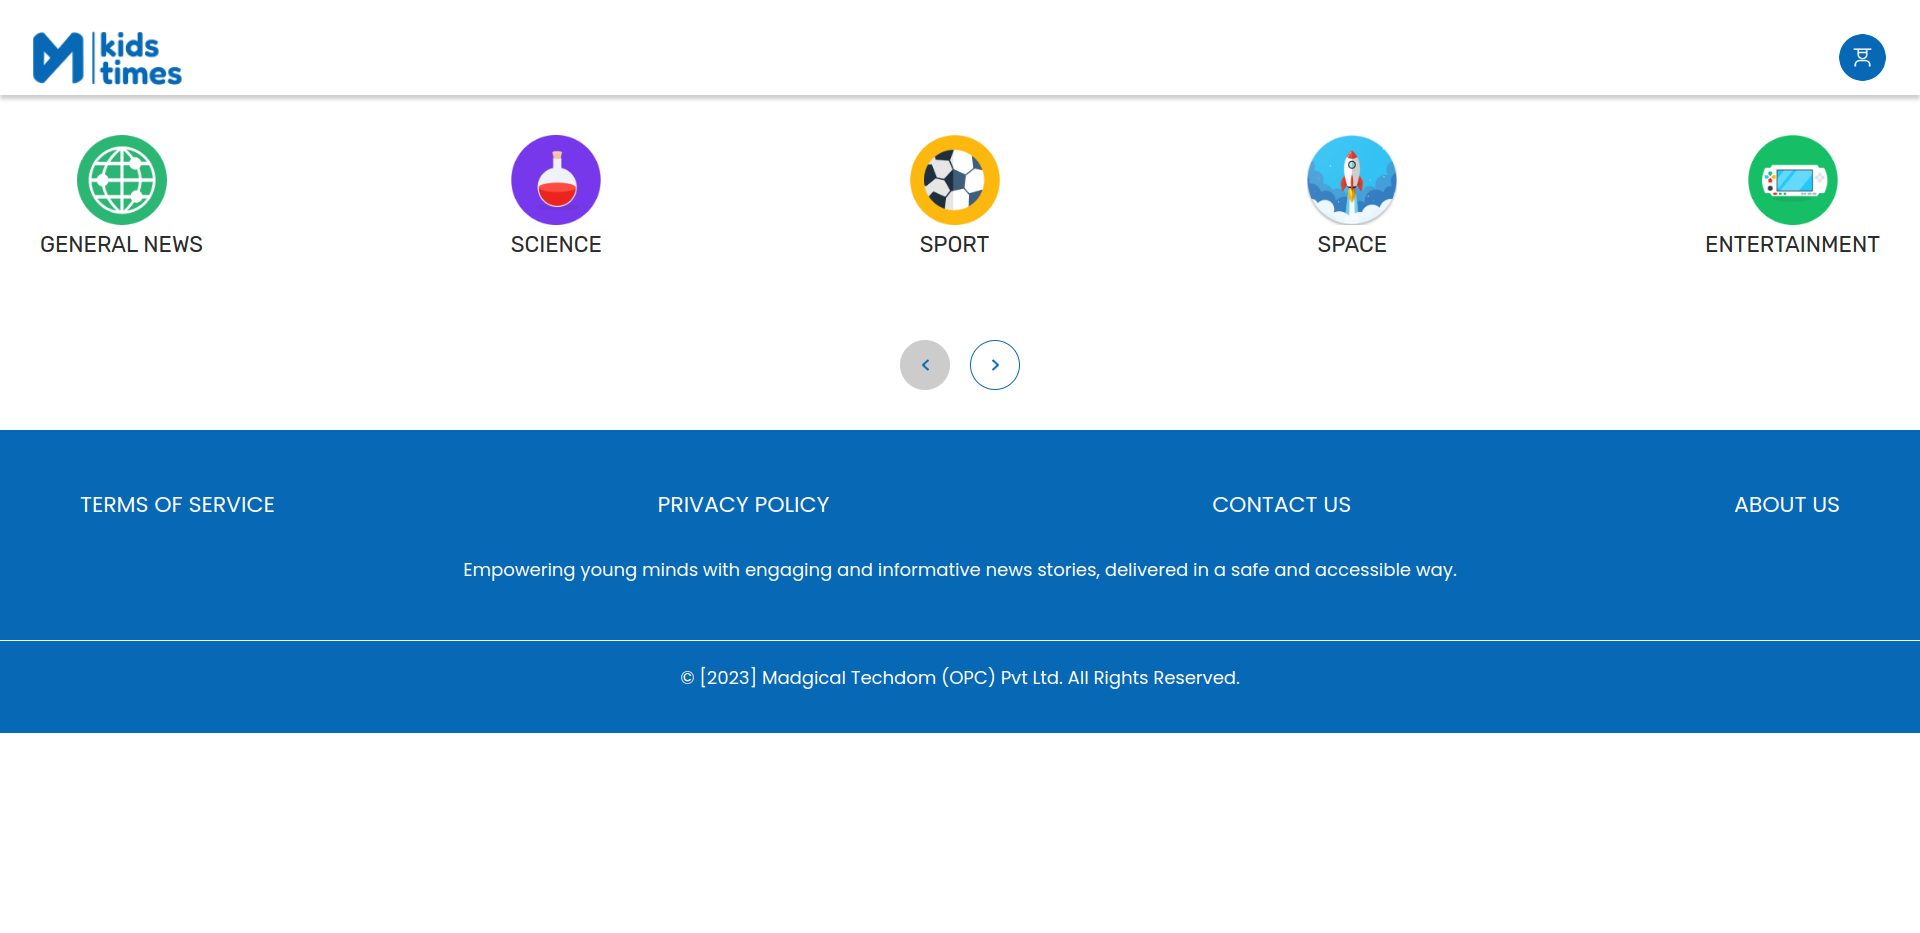 kids
times
GENERAL NEWS
SCIENCE
SPORT
SPACE
ENTERTAINMENT
TERMS OF SERVICE
PRIVACY POLICY
CONTACT US
ABOUT US
Empowering young minds with engaging and informative news stories, delivered in a safe and accessible way.
© [2023] Madgical Techdom (OPC) Pvt Ltd. All Rights Reserved.